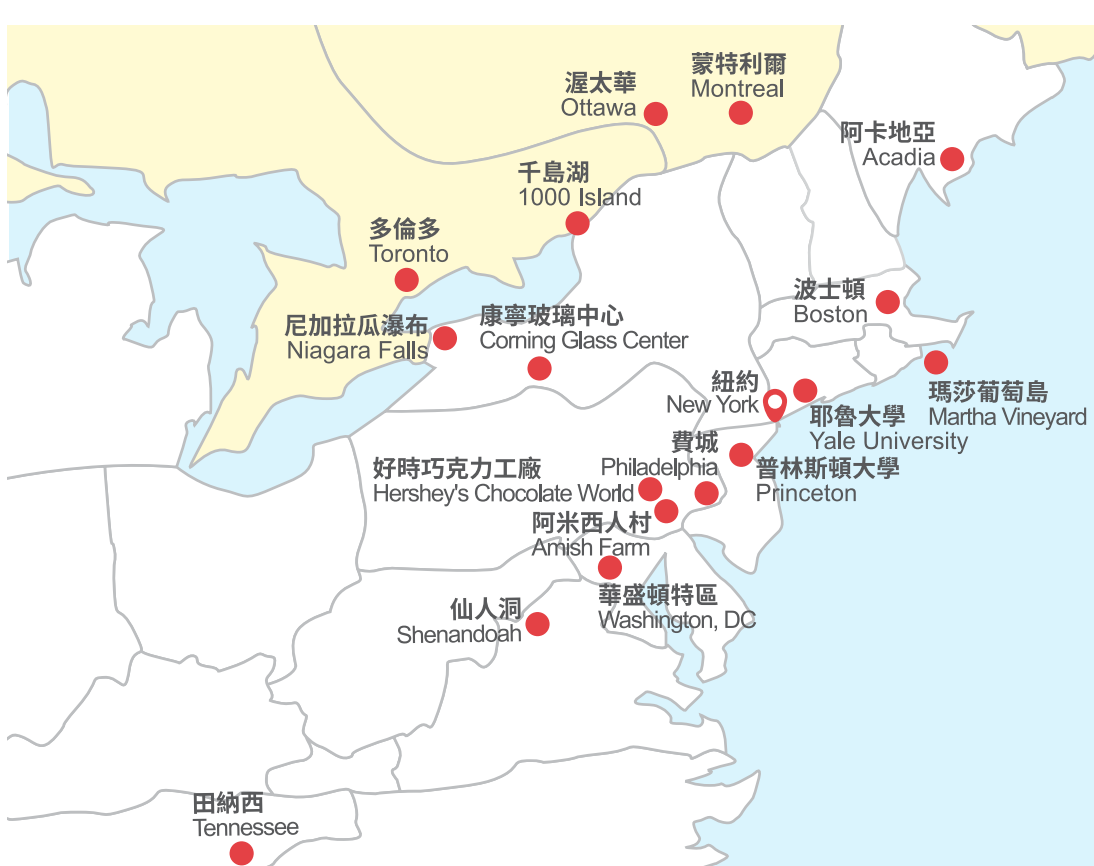 蒙特利爾
Montreal
渥太華
Ottawa
阿卡地亞
Acadia
千島湖
1000 Island
多倫多
Toronto
波士頓
Boston
尼加拉瓜瀑布
Niagara Falls
康寧玻璃中心
Corning Glass Center
紐約
New York
瑪莎葡萄島
Martha Vineyard
耶魯大學
Yale University
費城
Philadelphia
普林斯頓大學
Princeton
好時巧克力工廠
Hershey's Chocolate World
阿米西人村
Amish Farm
華盛頓特區
Washington, DC
仙人洞
Shenandoah
田納西
Tennessee